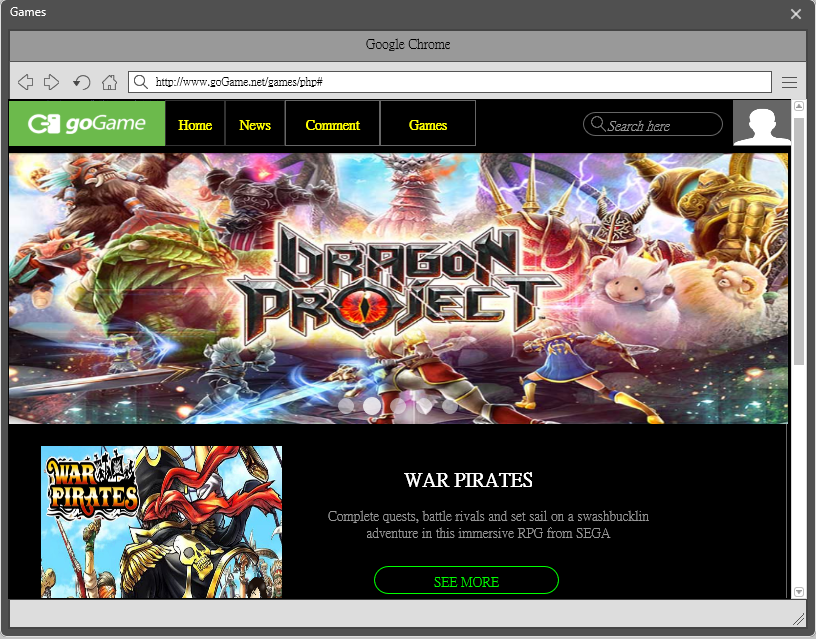 Games
Google Chrome
http://www.goGame.net/games/php#
goGame
Home
News
Comment
Games
Search here
DRAGON
PROJECT
WAR
PIRATES
WAR PIRATES
Complete quests, battle rivals and set sail on a swashbucklin
adventure in this immersive RPG from SEGA
SEE MORE